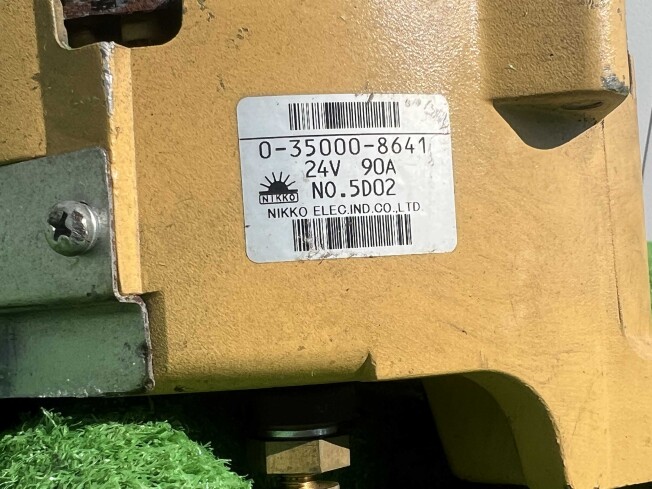 0-35000-8641
24V 90A
NIKKO
NO.5D02
NIKKO ELEC.IND.CO.,LTD